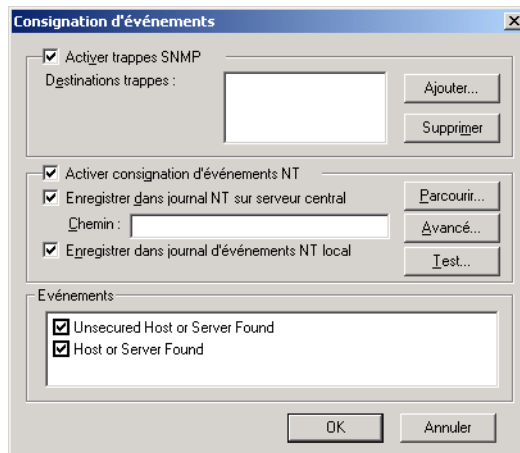 Consignation d'événements
Activer trappes SNMP
Destinations trappes :
Ajouter...
Supprimer
Activer consignation d'événements NT
Enregistrer dans journal NT sur serveur central
Parcourir...
Chemin :
Avancé...
Enregistrer dans journal d'événements NT local
Test...
Evénements
Unsecured Host or Server Found
Host or Server Found
OK
Annuler